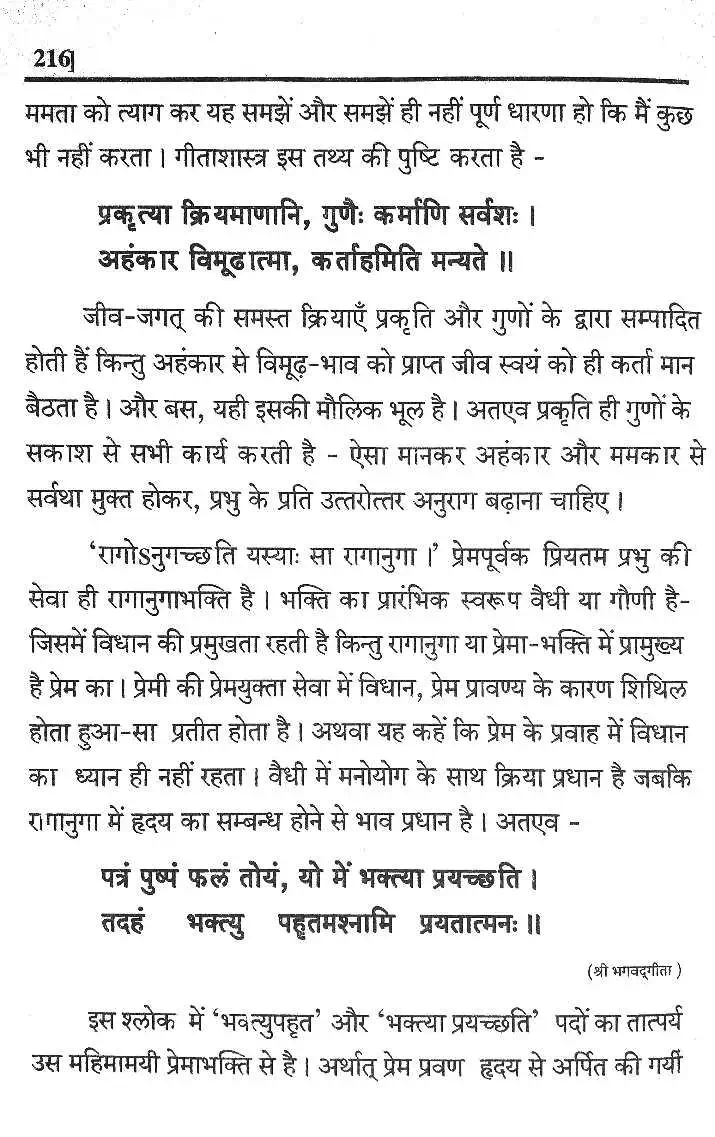 216]
ममता को त्याग कर यह समझें और समझें ही नहीं पूर्ण धारणा हो कि मैं कुछ
भी नहीं करता । गीताशास्त्र इस तथ्य की पुष्टि करता है -
प्रकृत्या क्रियमाणानि, गुणैः कर्माणि सर्वशः ।
अहंकार विमूढात्मा, कर्ताहमिति मन्यते ॥
जीव-जगत् की समस्त क्रियाएँ प्रकृति और गुणों के द्वारा सम्पादित
होती हैं किन्तु अहंकार से विमूढ़-भाव को प्राप्त जीव स्वयं को ही कर्ता मान
बैठता है । और बस, यही इसकी मौलिक भूल है । अतएव प्रकृति ही गुणों के
सकाश से सभी कार्य करती है - ऐसा मानकर अहंकार और ममकार से
सर्वथा मुक्त होकर, प्रभु के प्रति उत्तरोत्तर अनुराग बढ़ाना चाहिए ।
‘रागोऽनुगच्छति यस्याः सा रागानुगा ।’ प्रेमपूर्वक प्रियतम प्रभु की
सेवा ही रागानुगाभक्ति है । भक्ति का प्रारंभिक स्वरूप वैधी या गौणी है-
जिसमें विधान की प्रमुखता रहती है किन्तु रागानुगा या प्रेमा-भक्ति में प्रामुख्य
है प्रेम का । प्रेमी की प्रेमयुक्ता सेवा में विधान, प्रेम प्रावण्य के कारण शिथिल
होता हुआ-सा प्रतीत होता है । अथवा यह कहें कि प्रेम के प्रवाह में विधान
का ध्यान ही नहीं रहता । वैधी में मनोयोग के साथ क्रिया प्रधान है जबकि
रागानुगा में हृदय का सम्बन्ध होने से भाव प्रधान है । अतएव -
पत्रं पुष्पं फलं तोयं, यो में भक्त्या प्रयच्छति ।
तदहं भक्त्यु पहृतमश्नामि प्रयतात्मनः ॥
(श्री भगवद्गीता )
इस श्लोक में ‘भक्त्युपहृत’ और ‘भक्त्या प्रयच्छति’ पदों का तात्पर्य
उस महिमामयी प्रेमाभक्ति से है । अर्थात् प्रेम प्रवण हृदय से अर्पित की गयीं